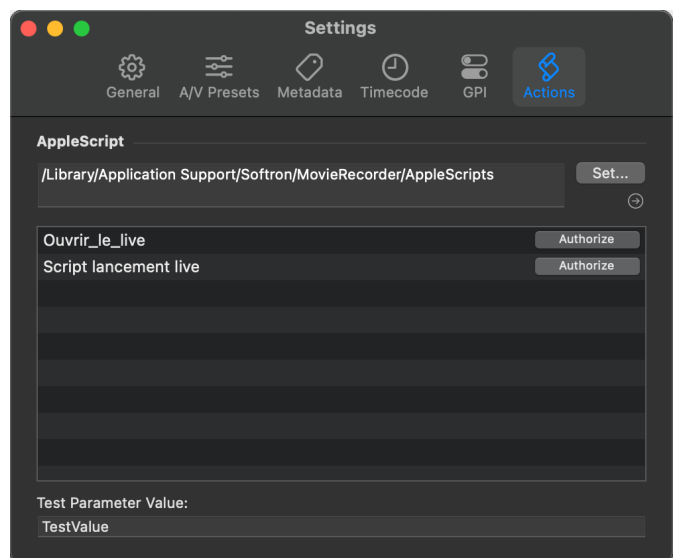 Settings
General A/V Presets Metadata Timecode GPI Actions
AppleScript
/Library/Application Support/Softron/MovieRecorder/AppleScripts Set...
Ouvrir_le_live Authorize
Script lancement live Authorize
Test Parameter Value:
TestValue